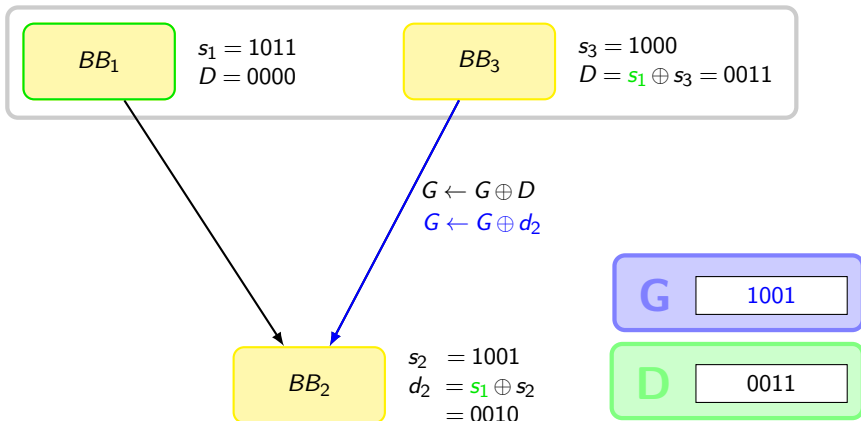 BB₁
s₁ = 1011
D = 0000
BB₃
s₃ = 1000
D = s₁ ⊕ s₃ = 0011
G ← G ⊕ D
G ← G ⊕ d₂
G 1001
D 0011
BB₂
s₂ = 1001
d₂ = s₁ ⊕ s₂
= 0010